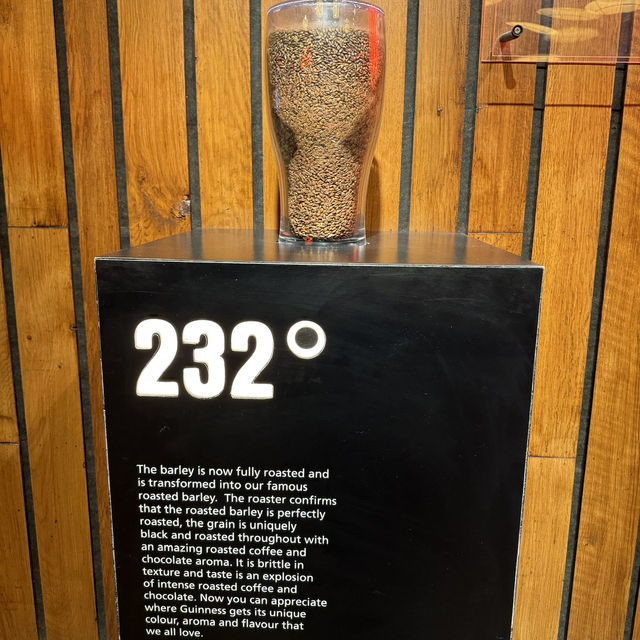 232°
The barley is now fully roasted and
is transformed into our famous
roasted barley. The roaster confirms
that the roasted barley is perfectly
roasted, the grain is uniquely
black and roasted throughout with
an amazing roasted coffee and
chocolate aroma. It is brittle in
texture and taste is an explosion
of intense roasted coffee and
chocolate. Now you can appreciate
where Guinness gets its unique
colour, aroma and flavour that
we all love.